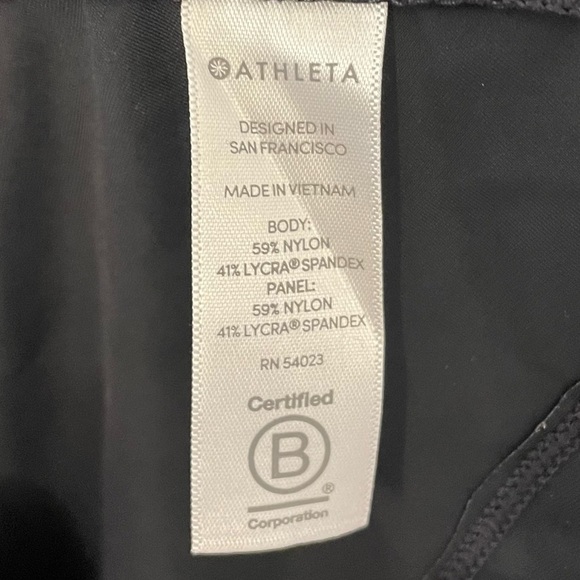 ATHLETA
DESIGNED IN
SAN FRANCISCO
MADE IN VIETNAM
BODY:
59% NYLON
41% LYCRA® SPANDEX
PANEL:
59% NYLON
41% LYCRA® SPANDEX
RN 54023
Certified
B
®
Corporation